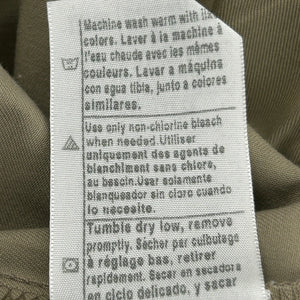 Machine wash warm with like
colors. Laver à la machine à
l'eau chaude avec les mêmes
couleurs. Lavar a máquina
con agua tibia, junto a colores
similares.
Use only non-chlorine bleach
when needed. Utiliser
uniquement des agents de
blanchiment sans chlore,
au besoin. Usar solamente
blanqueador sin cloro cuando
lo necesite.
Tumble dry low, remove
promptly. Sécher par culbutage
à réglage bas, retirer
rapidement. Secar en secadora
en ciclo delicado, y sacar